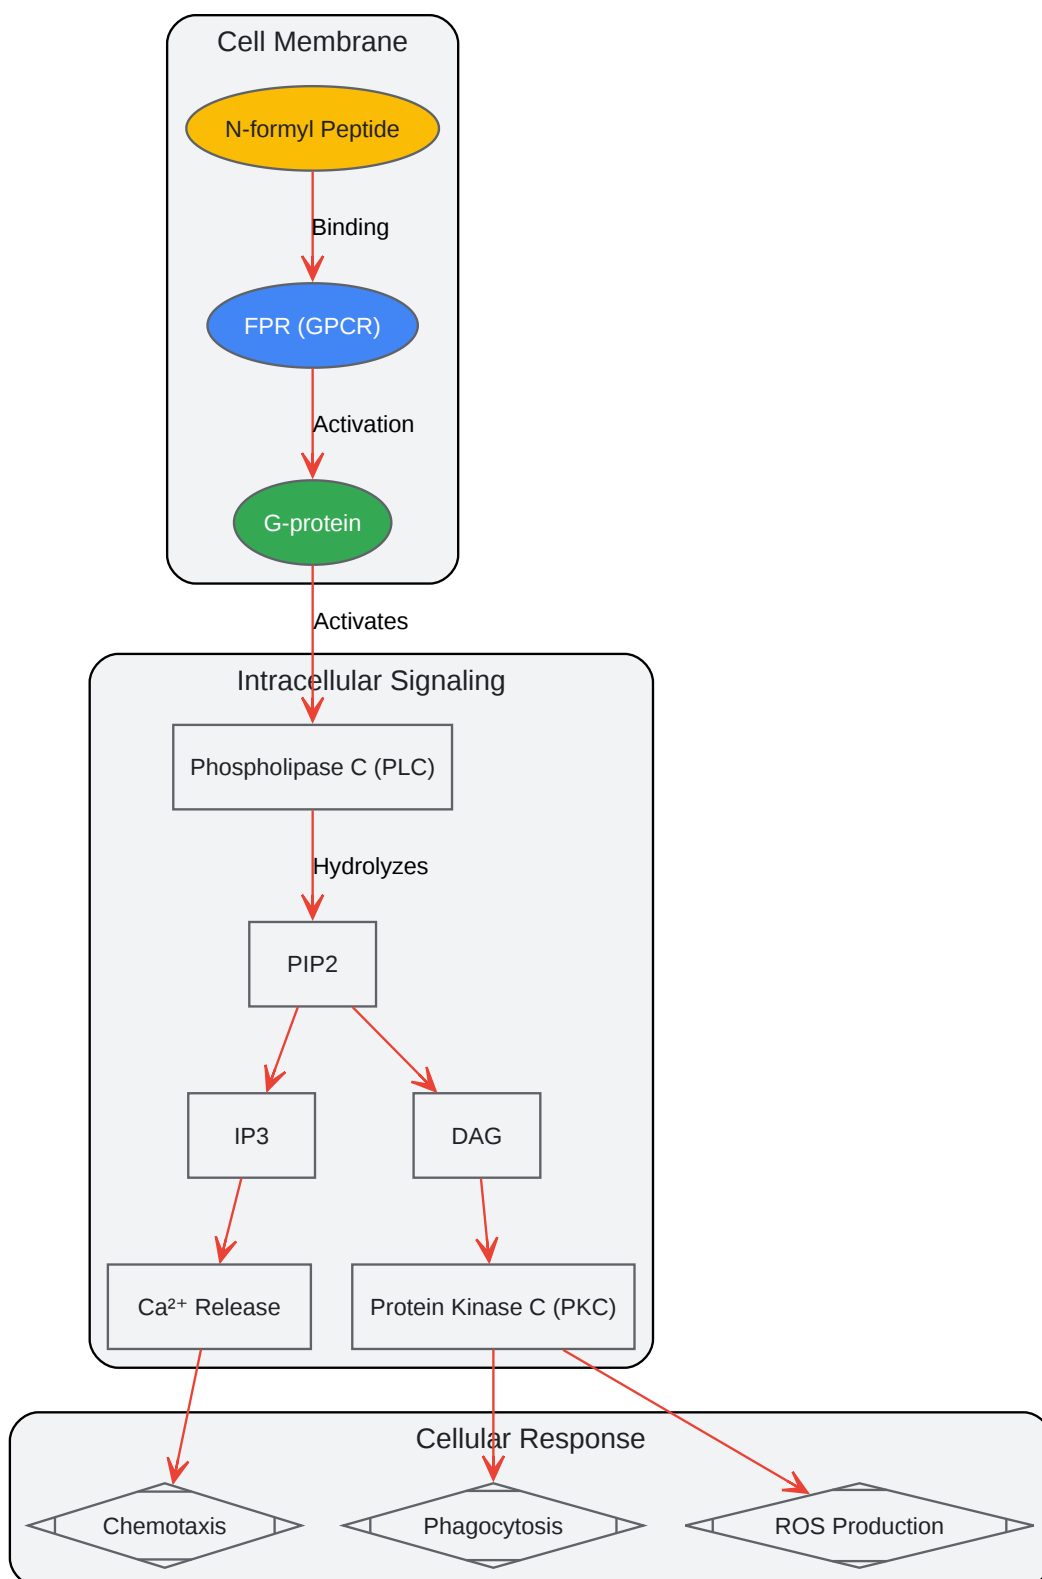 Cell Membrane
N-formyl Peptide
Binding
FPR (GPCR)
Activation
G-protein
Activates
Intracellular Signaling
Phospholipase C (PLC)
Hydrolyzes
PIP2
IP3
DAG
Ca²⁺ Release
Protein Kinase C (PKC)
Cellular Response
Chemotaxis
Phagocytosis
ROS Production